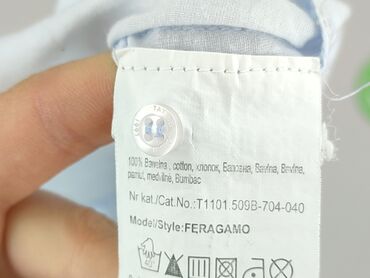 100% Bawełna , cotton, хлопок, Бавовна, Bavlna, Bavlna,
pamut, medvilnė, Bumbac
Nr kat./Cat.No.:T1101.509B-704-040
Model/Style:FERAGAMO